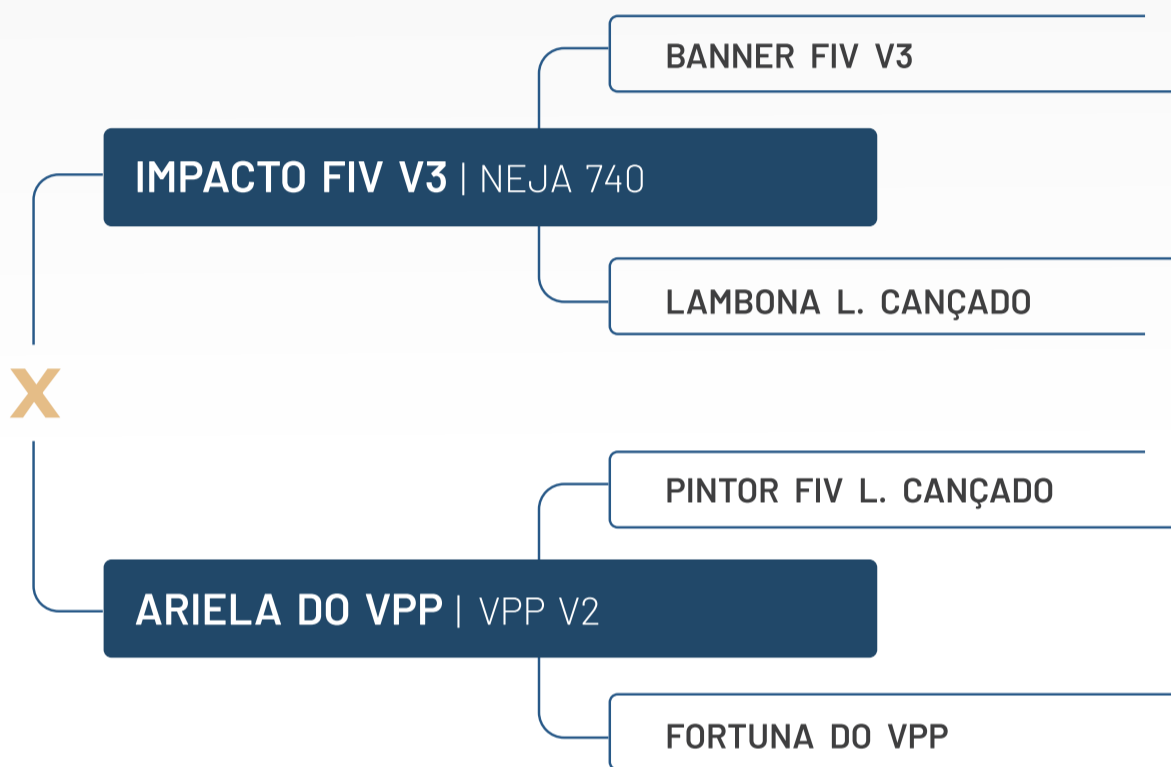 BANNER FIV V3
IMPACTO FIV V3 | NEJA 740
LAMBONA L. CANÇADO
X
PINTOR FIV L. CANÇADO
ARIELA DO VPP | VPP V2
FORTUNA DO VPP